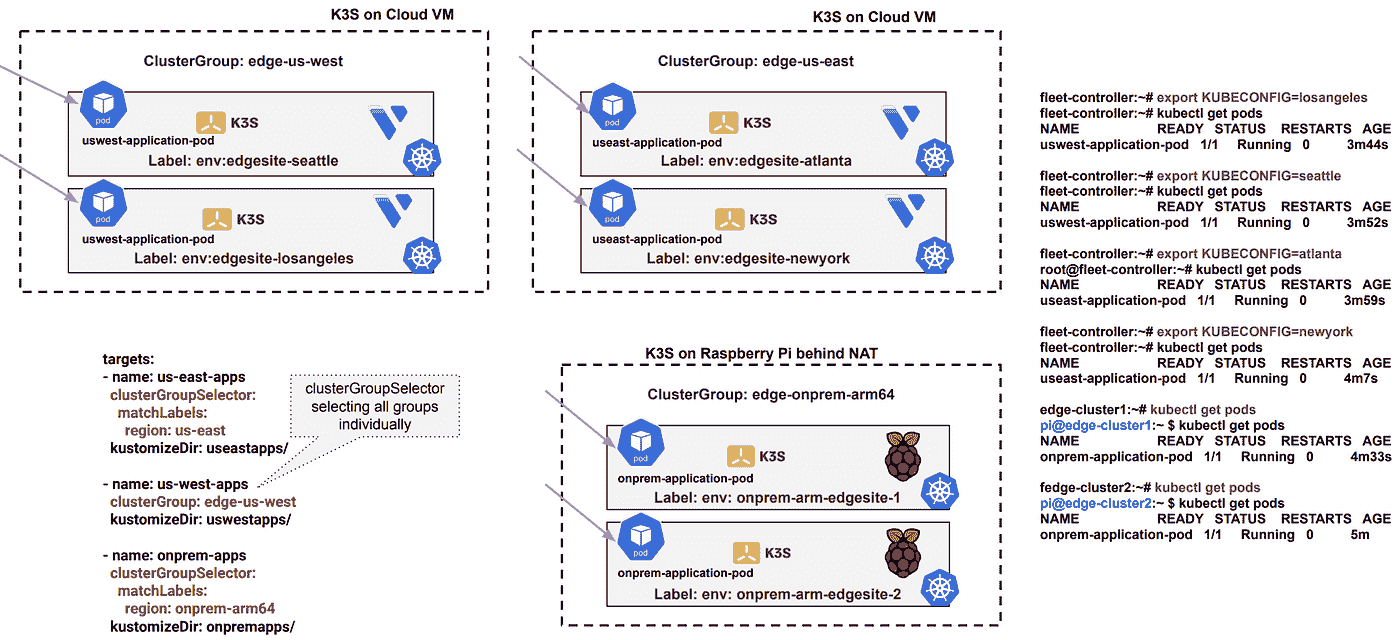 K3S on Cloud VM
ClusterGroup: edge-us-west
pod
K3S
uswest-application-pod
Label: env:edgesite-seattle
pod
K3S
uswest-application-pod
Label: env:edgesite-losangeles
K3S on Cloud VM
ClusterGroup: edge-us-east
pod
K3S
useast-application-pod
Label: env:edgesite-atlanta
pod
K3S
useast-application-pod
Label: env:edgesite-newyork
targets:
- name: us-east-apps
clusterGroupSelector:
matchLabels:
region: us-east
kustomizeDir: useastapps/
- name: us-west-apps
clusterGroup: edge-us-west
kustomizeDir: uswestapps/
- name: onprem-apps
clusterGroupSelector:
matchLabels:
region: onprem-arm64
kustomizeDir: onpremapps/
clusterGroupSelector
selecting all groups
individually
K3S on Raspberry Pi behind NAT
ClusterGroup: edge-onprem-arm64
pod
K3S
onprem-application-pod
Label: env: onprem-arm-edgesite-1
pod
K3S
onprem-application-pod
Label: env: onprem-arm-edgesite-2
fleet-controller:~# export KUBECONFIG=losangeles
fleet-controller:~# kubectl get pods
NAME READY STATUS RESTARTS AGE
uswest-application-pod 1/1 Running 0 3m44s
fleet-controller:~# export KUBECONFIG=seattle
fleet-controller:~# kubectl get pods
NAME READY STATUS RESTARTS AGE
uswest-application-pod 1/1 Running 0 3m52s
fleet-controller:~# export KUBECONFIG=atlanta
root@fleet-controller:~# kubectl get pods
NAME READY STATUS RESTARTS AGE
useast-application-pod 1/1 Running 0 3m59s
fleet-controller:~# export KUBECONFIG=newyork
fleet-controller:~# kubectl get pods
NAME READY STATUS RESTARTS AGE
useast-application-pod 1/1 Running 0 4m7s
edge-cluster1:~# kubectl get pods
pi@edge-cluster1:~ $ kubectl get pods
NAME READY STATUS RESTARTS AGE
onprem-application-pod 1/1 Running 0 4m33s
fedge-cluster2:~# kubectl get pods
pi@edge-cluster2:~ $ kubectl get pods
NAME READY STATUS RESTARTS AGE
onprem-application-pod 1/1 Running 0 5m